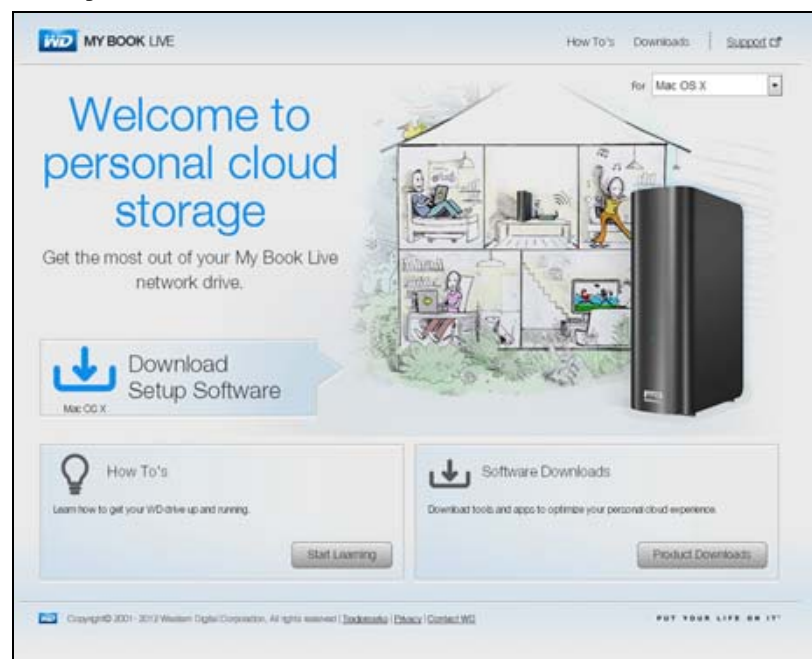 WD MY BOOK LIVE
How To's Downloads Support
For Mac OS X
Welcome to
personal cloud
storage
Get the most out of your My Book Live
network drive.
Download
Setup Software
Mac OS X
How To's
Learn how to get your WD drive up and running.
Start Learning
Software Downloads
Download tools and apps to optimize your personal cloud experience.
Product Downloads
WD Copyright© 2001-2012 Western Digital Corporation, All rights reserved | Trademarks | Privacy | Contact WD
PUT YOUR LIFE ON IT